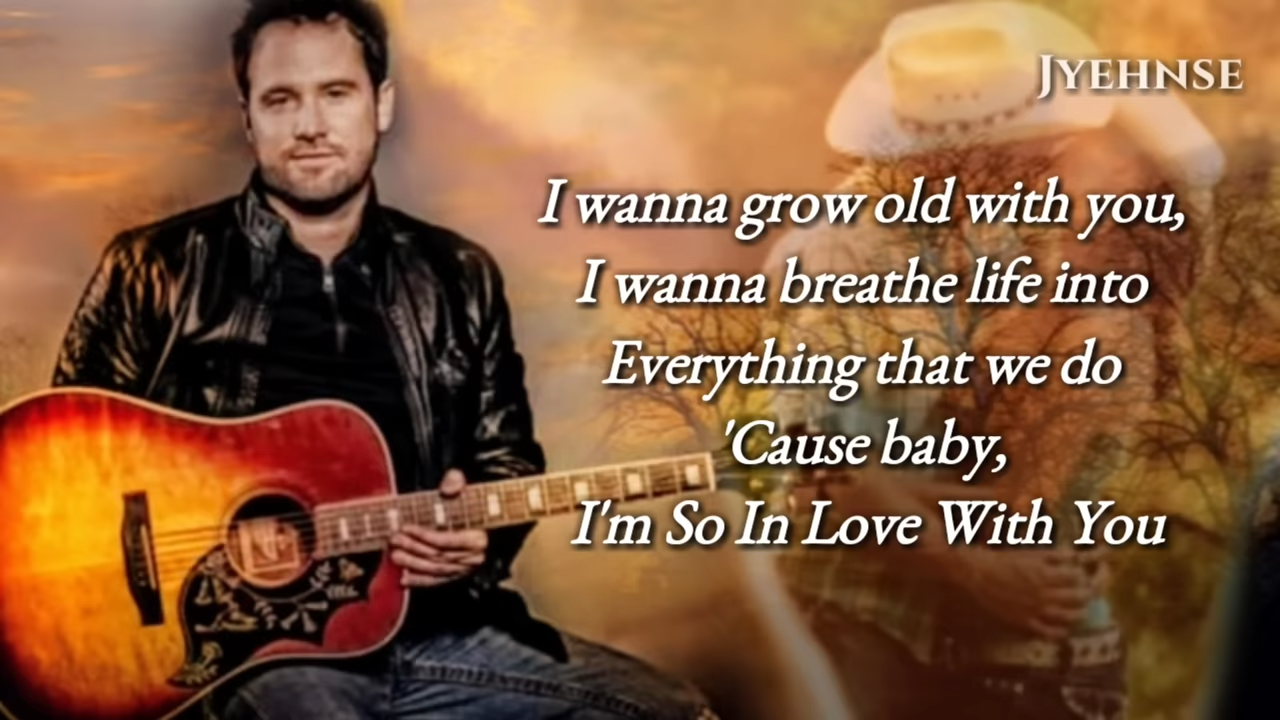 Jyehnse
I wanna grow old with you,
I wanna breathe life into
Everything that we do
'Cause baby,
I'm So In Love With You